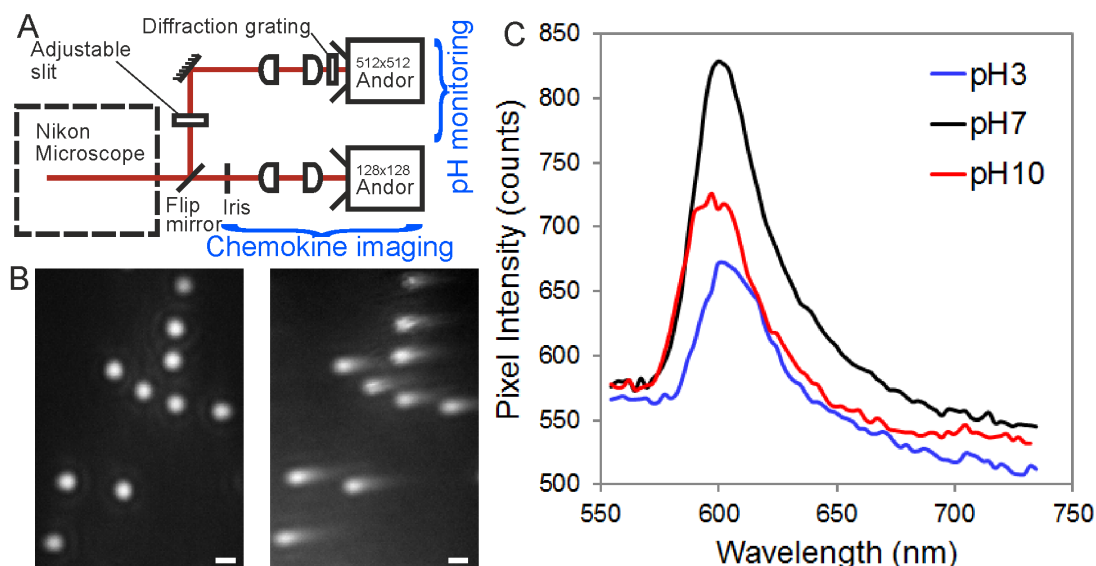 A
Diffraction grating
Adjustable
slit
512x512
Andor
pH monitoring
Nikon
Microscope
128x128
Andor
Flip
mirror
Iris
Chemokine imaging
B
C
850
800
750
700
650
600
550
500
Pixel Intensity (counts)
pH3
pH7
pH10
550 600 650 700 750
Wavelength (nm)